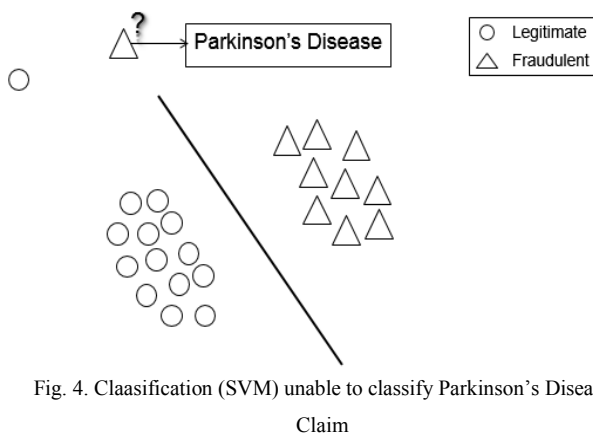 ?
Parkinson's Disease
Legitimate
Fraudulent
Fig. 4. Claasification (SVM) unable to classify Parkinson's Disea
Claim